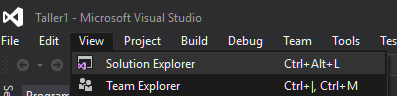 Taller1 - Microsoft Visual Studio
File Edit View Project Build Debug Team Tools
Solution Explorer Ctrl+Alt+L
Team Explorer Ctrl+|, Ctrl+M